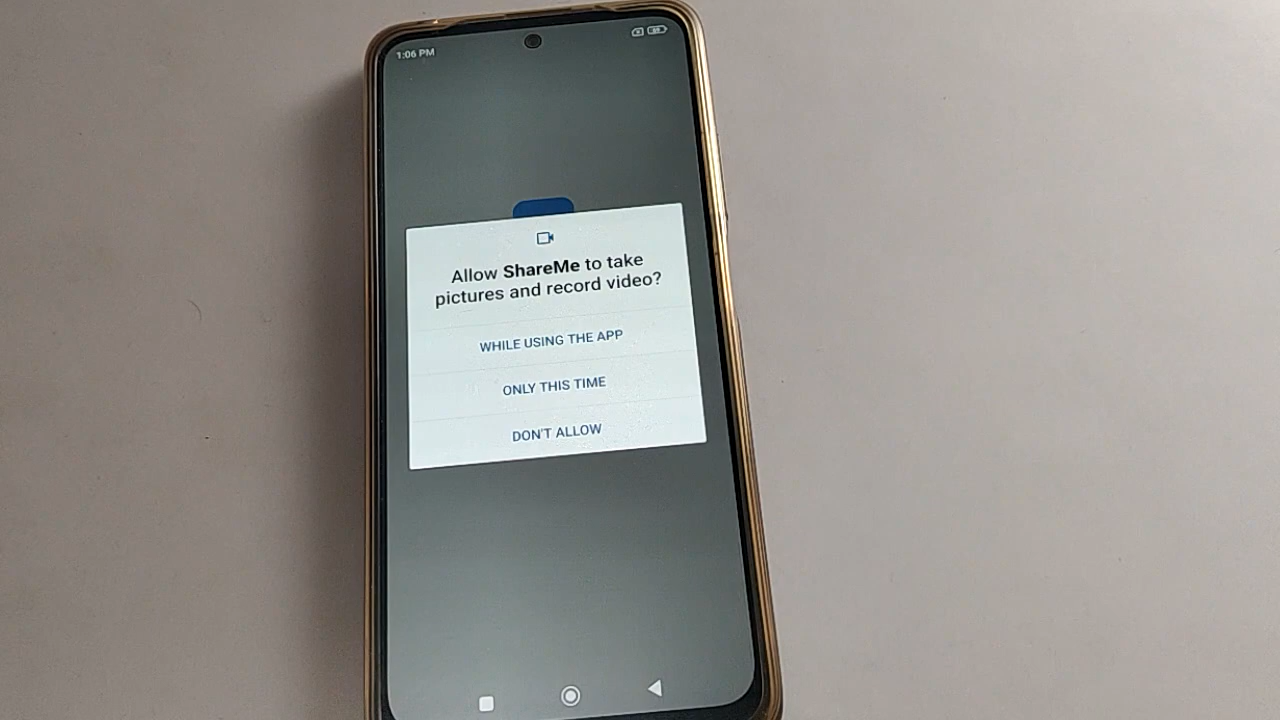 1:06 PM
Allow ShareMe to take
pictures and record video?
WHILE USING THE APP
ONLY THIS TIME
DON'T ALLOW